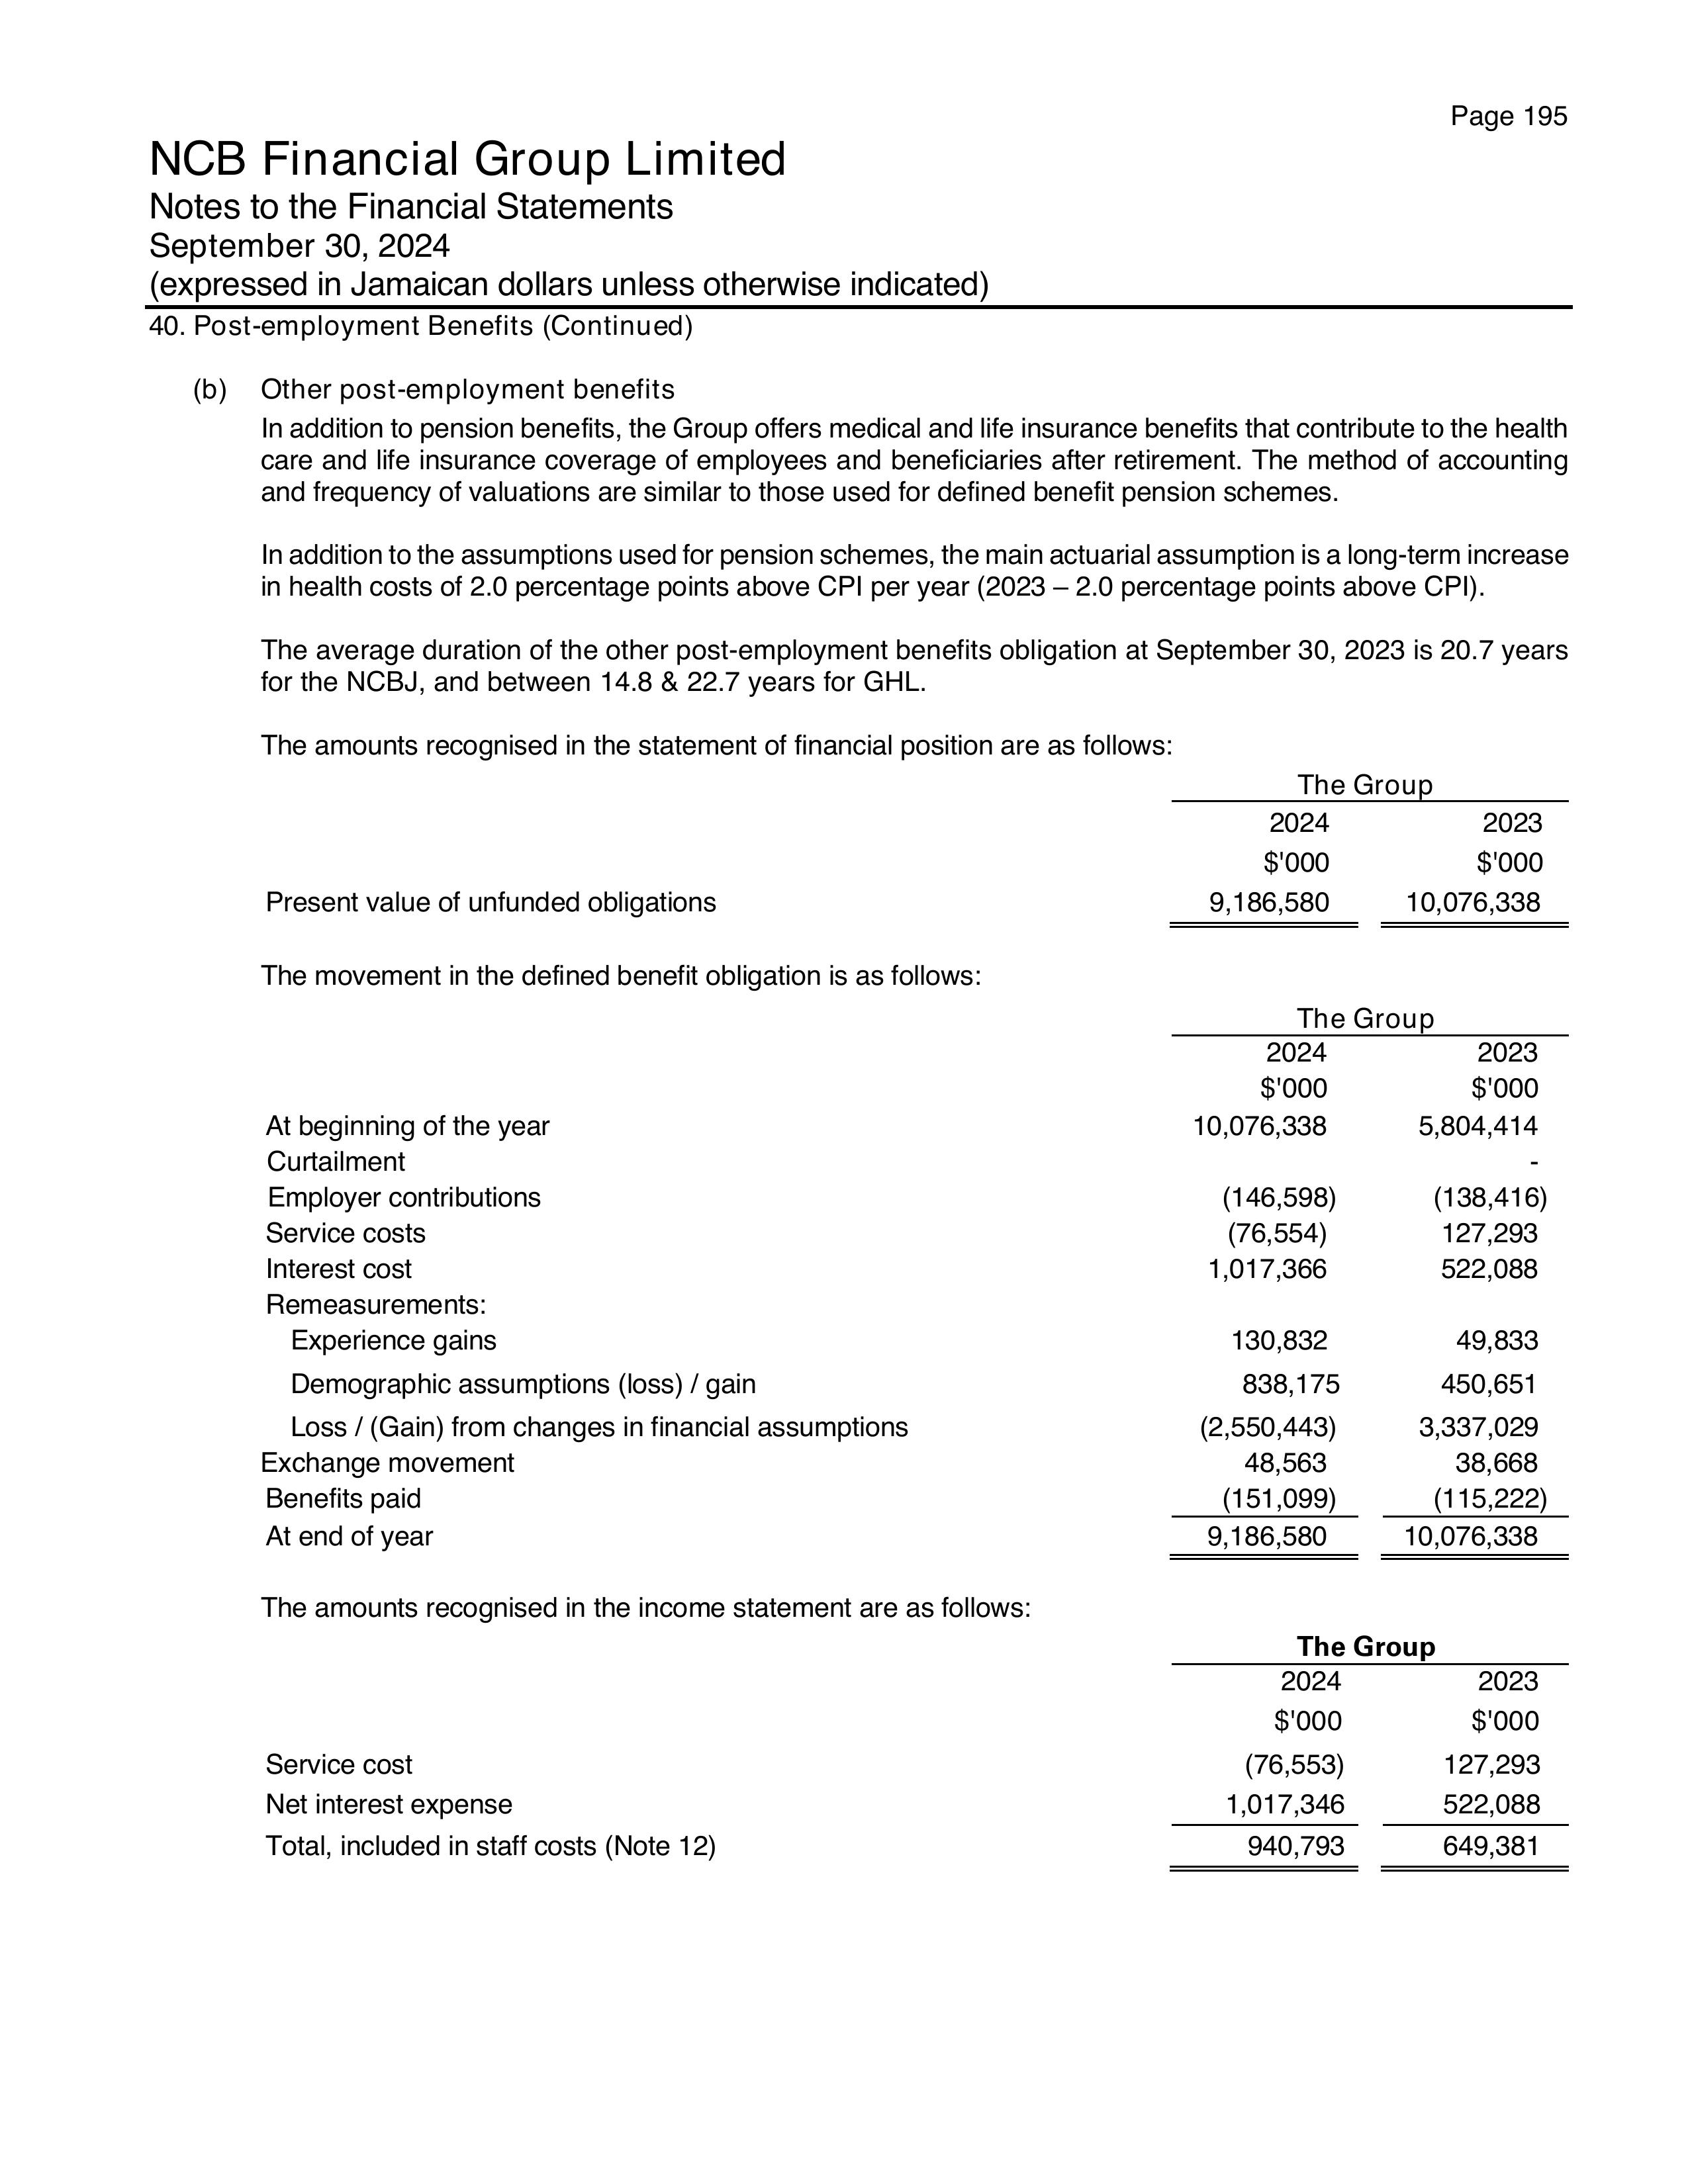 Page 195
NCB Financial Group Limited
Notes to the Financial Statements
September 30, 2024
(expressed in Jamaican dollars unless otherwise indicated)
40. Post-employment Benefits (Continued)
(b) Other post-employment benefits
In addition to pension benefits, the Group offers medical and life insurance benefits that contribute to the health
care and life insurance coverage of employees and beneficiaries after retirement. The method of accounting
and frequency of valuations are similar to those used for defined benefit pension schemes.
In addition to the assumptions used for pension schemes, the main actuarial assumption is a long-term increase
in health costs of 2.0 percentage points above CPI per year (2023 – 2.0 percentage points above CPI).
The average duration of the other post-employment benefits obligation at September 30, 2023 is 20.7 years
for the NCBJ, and between 14.8 & 22.7 years for GHL.
The amounts recognised in the statement of financial position are as follows:
The Group
2024 2023
$'000 $'000
Present value of unfunded obligations 9,186,580 10,076,338
The movement in the defined benefit obligation is as follows:
The Group
2024 2023
$'000 $'000
At beginning of the year 10,076,338 5,804,414
Curtailment -
Employer contributions (146,598) (138,416)
Service costs (76,554) 127,293
Interest cost 1,017,366 522,088
Remeasurements:
Experience gains 130,832 49,833
Demographic assumptions (loss) / gain 838,175 450,651
Loss / (Gain) from changes in financial assumptions (2,550,443) 3,337,029
Exchange movement 48,563 38,668
Benefits paid (151,099) (115,222)
At end of year 9,186,580 10,076,338
The amounts recognised in the income statement are as follows:
The Group
2024 2023
$'000 $'000
Service cost (76,553) 127,293
Net interest expense 1,017,346 522,088
Total, included in staff costs (Note 12) 940,793 649,381